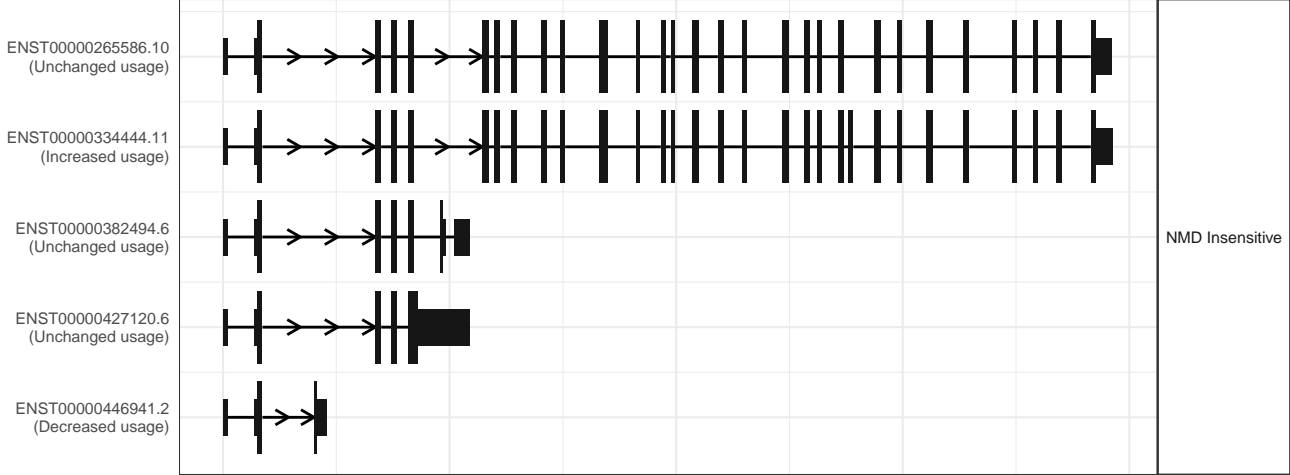 ENST00000265586.10
(Unchanged usage)
ENST00000334444.11
(Increased usage)
ENST00000382494.6
(Unchanged usage)
NMD Insensitive
ENST00000427120.6
(Unchanged usage)
ENST00000446941.2
(Decreased usage)